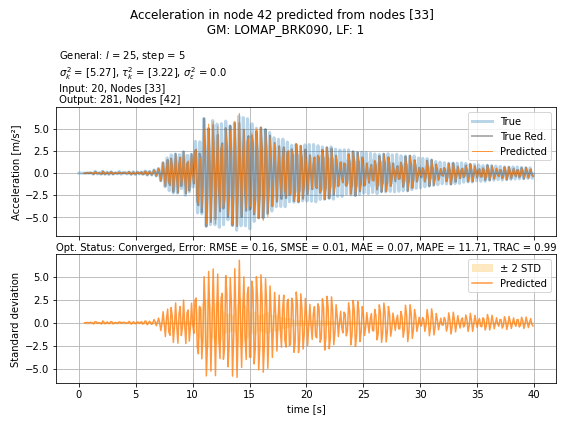 Acceleration in node 42 predicted from nodes [33]
GM: LOMAP_BRK090, LF: 1
General: l = 25, step = 5
σ²ₖ = [5.27], τ²ₖ = [3.22], σ²ε = 0.0
Input: 20, Nodes [33]
Output: 281, Nodes [42]
Acceleration [m/s²]
5.0
2.5
0.0
−2.5
−5.0
True
True Red.
Predicted
Opt. Status: Converged, Error: RMSE = 0.16, SMSE = 0.01, MAE = 0.07, MAPE = 11.71, TRAC = 0.99
Standard deviation
5.0
2.5
0.0
−2.5
−5.0
± 2 STD
Predicted
0 5 10 15 20 25 30 35 40
time [s]